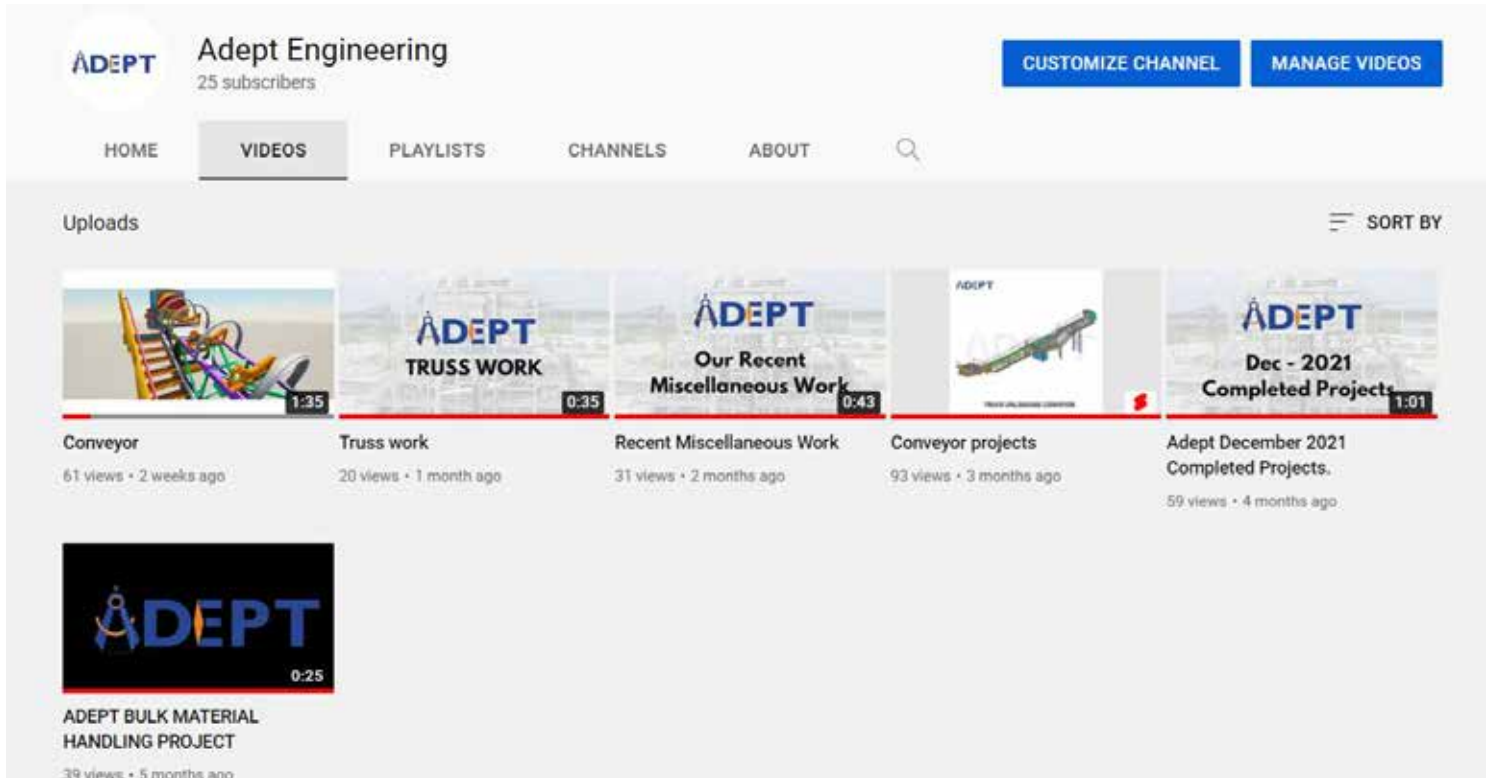 ADEPT
Adept Engineering
25 subscribers
CUSTOMIZE CHANNEL
MANAGE VIDEOS
HOME
VIDEOS
PLAYLISTS
CHANNELS
ABOUT
Uploads
SORT BY
1:35
ADEPT
TRUSS WORK
0:35
ADEPT
Our Recent
Miscellaneous Work
0:43
ADEPT
TRUCK UNLOADING CONVEYOR
ADEPT
Dec - 2021
Completed Projects
1:01
Conveyor
61 views • 2 weeks ago
Truss work
20 views • 1 month ago
Recent Miscellaneous Work
31 views • 2 months ago
Conveyor projects
93 views • 3 months ago
Adept December 2021
Completed Projects.
59 views • 4 months ago
ADEPT
0:25
ADEPT BULK MATERIAL
HANDLING PROJECT
39 views • 5 months ago